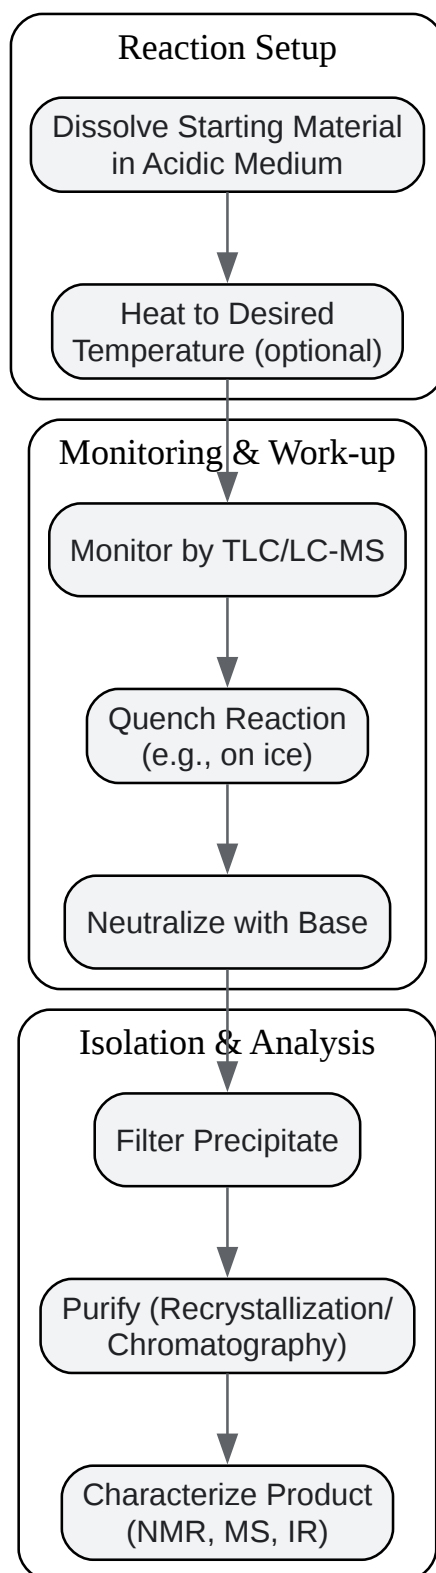 Reaction Setup
Dissolve Starting Material
in Acidic Medium
Heat to Desired
Temperature (optional)
Monitoring & Work-up
Monitor by TLC/LC-MS
Quench Reaction
(e.g., on ice)
Neutralize with Base
Isolation & Analysis
Filter Precipitate
Purify (Recrystallization/
Chromatography)
Characterize Product
(NMR, MS, IR)